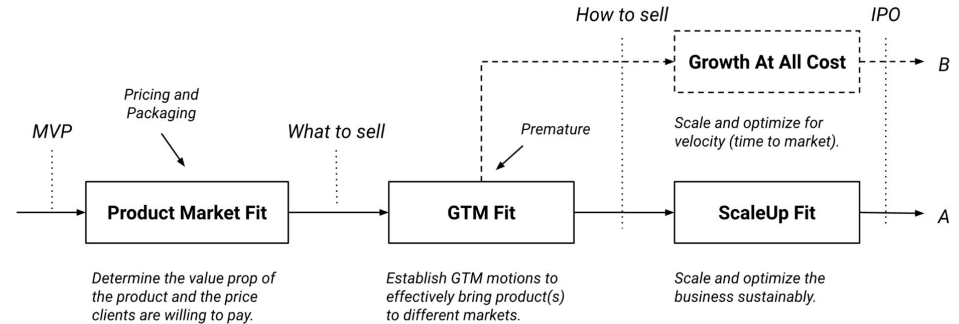 How to sell
IPO
Growth At All Cost
B
Pricing and
Packaging
MVP
What to sell
Premature
Scale and optimize for
velocity (time to market).
Product Market Fit
GTM Fit
ScaleUp Fit
A
Determine the value prop of
the product and the price
clients are willing to pay.
Establish GTM motions to
effectively bring product(s)
to different markets.
Scale and optimize the
business sustainably.